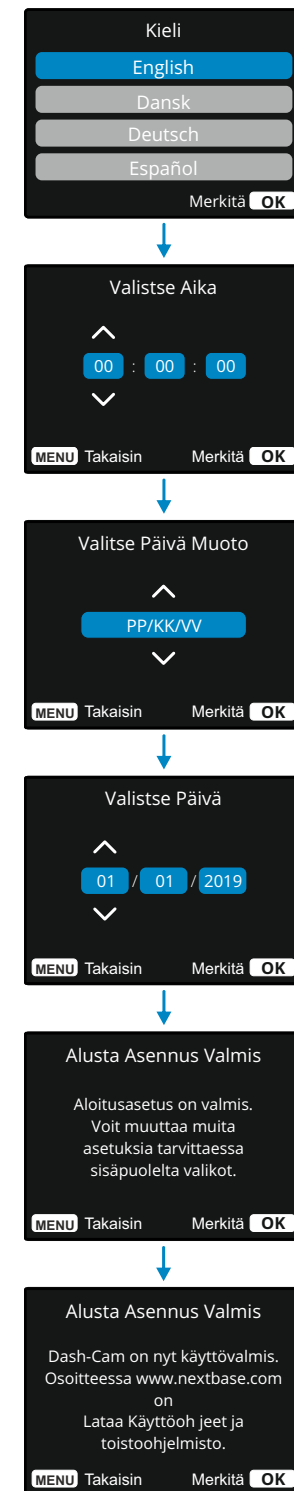 Kieli
English
Dansk
Deutsch
Español
Merkitä OK
Valistse Aika
00 : 00 : 00
MENU Takaisin Merkitä OK
Valitse Päivä Muoto
PP/KK/VV
MENU Takaisin Merkitä OK
Valistse Päivä
01 / 01 / 2019
MENU Takaisin Merkitä OK
Alusta Asennus Valmis
Aloitusasetus on valmis.
Voit muuttaa muita
asetuksia tarvittaessa
sisäpuolelta valikot.
MENU Takaisin Merkitä OK
Alusta Asennus Valmis
Dash-Cam on nyt käyttövalmis.
Osoitteessa www.nextbase.com
on
Lataa Käyttöoh jeet ja
toistoohjelmisto.
MENU Takaisin Merkitä OK